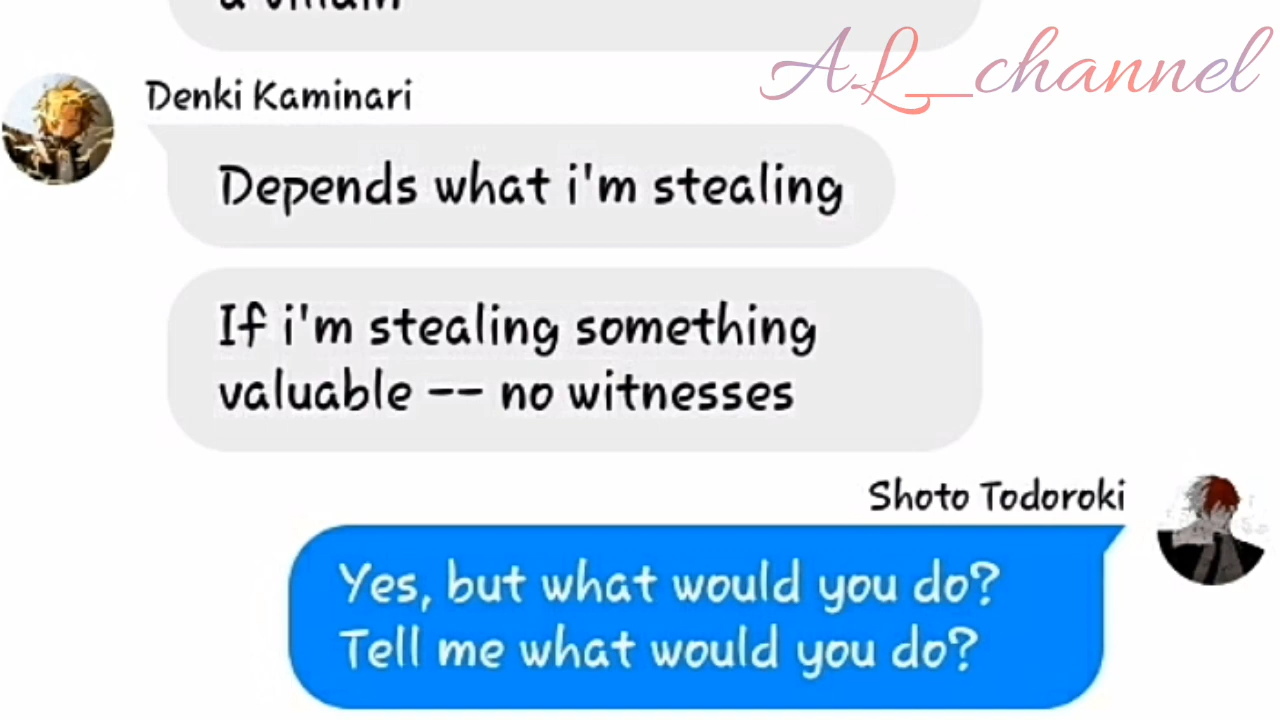 a villain
AL_channel
Denki Kaminari
Depends what i'm stealing
If i'm stealing something
valuable -- no witnesses
Shoto Todoroki
Yes, but what would you do?
Tell me what would you do?